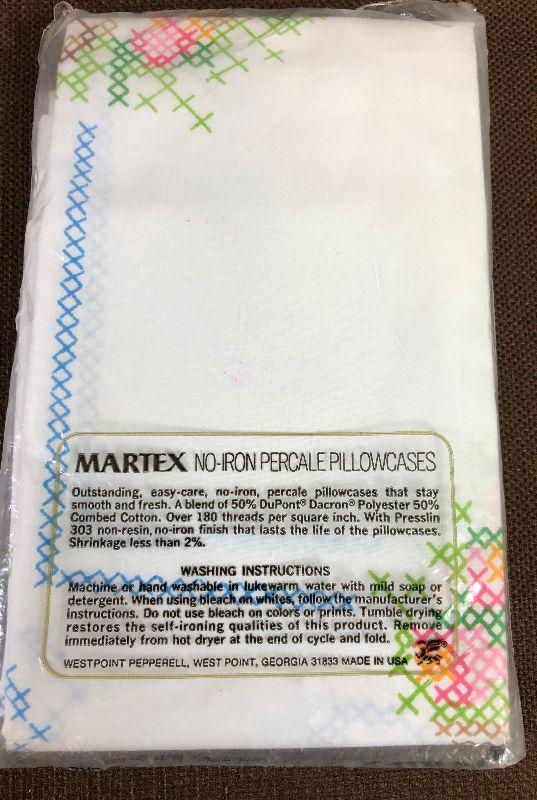 MARTEX NO-IRON PERCALE PILLOWCASES
Outstanding, easy-care, no-iron, percale pillowcases that stay
smooth and fresh. A blend of 50% DuPont® Dacron® Polyester 50%
Combed Cotton. Over 180 threads per square inch. With Presslin
303 non-resin, no-iron finish that lasts the life of the pillowcases.
Shrinkage less than 2%.
WASHING INSTRUCTIONS
Machine or hand washable in lukewarm water with mild soap or
detergent. When using bleach on whites, follow the manufacturer's
instructions. Do not use bleach on colors or prints. Tumble drying
restores the self-ironing qualities of this product. Remove
immediately from hot dryer at the end of cycle and fold.
WESTPOINT PEPPERELL, WEST POINT, GEORGIA 31833 MADE IN USA